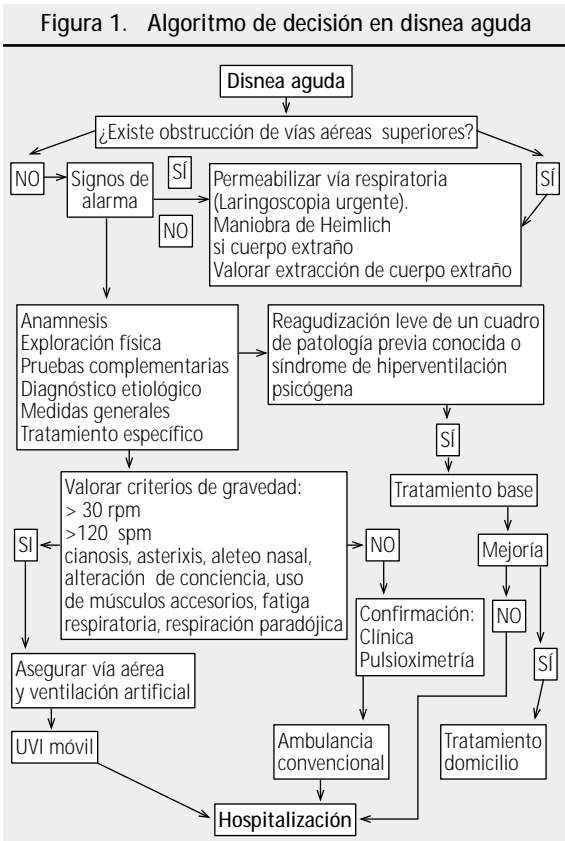 Figura 1. Algoritmo de decisión en disnea aguda
Disnea aguda
¿Existe obstrucción de vías aéreas superiores?
NO
Signos de
alarma
SÍ
NO
Permeabilizar vía respiratoria
(Laringoscopia urgente).
Maniobra de Heimlich
si cuerpo extraño
Valorar extracción de cuerpo extraño
SÍ
Anamnesis
Exploración física
Pruebas complementarias
Diagnóstico etiológico
Medidas generales
Tratamiento específico
Reagudización leve de un cuadro
de patología previa conocida o
síndrome de hiperventilación
psicógena
SÍ
Tratamiento base
Mejoría
NO
SÍ
Valorar criterios de gravedad:
> 30 rpm
>120 spm
cianosis, asterixis, aleteo nasal,
alteración de conciencia, uso
de músculos accesorios, fatiga
respiratoria, respiración paradójica
SI
NO
Confirmación:
Clínica
Pulsioximetría
Asegurar vía aérea
y ventilación artificial
UVI móvil
Ambulancia
convencional
Tratamiento
domicilio
Hospitalización